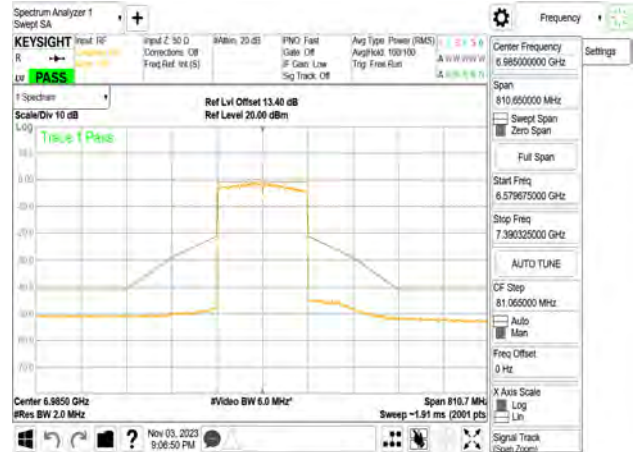 Spectrum Analyzer 1
Swept SA
+
Frequency
KEYSIGHT
Input: RF
Input Z: 50 Ω
#Atten: 20 dB
PNO: Fast
Avg Type: Power (RMS)
Corrections: Off
Gate: Off
Avg|Hold: 100/100
Freq Ref: Int (S)
IF Gain: Low
Trig: Free Run
Sig Track: Off
PASS
1 Spectrum
Scale/Div 10 dB
Ref Lvl Offset 13.40 dB
Ref Level 20.00 dBm
Log
Trace 1 Pass
Center 6.9850 GHz
#Video BW 6.0 MHz*
Span 810.7 MHz
#Res BW 2.0 MHz
Sweep ~1.91 ms (2001 pts
Nov 03, 2023
9:06:50 PM
Center Frequency
6.985000000 GHz
Settings
Span
810.650000 MHz
Swept Span
Zero Span
Full Span
Start Freq
6.579675000 GHz
Stop Freq
7.390325000 GHz
AUTO TUNE
CF Step
81.065000 MHz
Auto
Man
Freq Offset
0 Hz
X Axis Scale
Log
Lin
Signal Track
(Span Zoom)